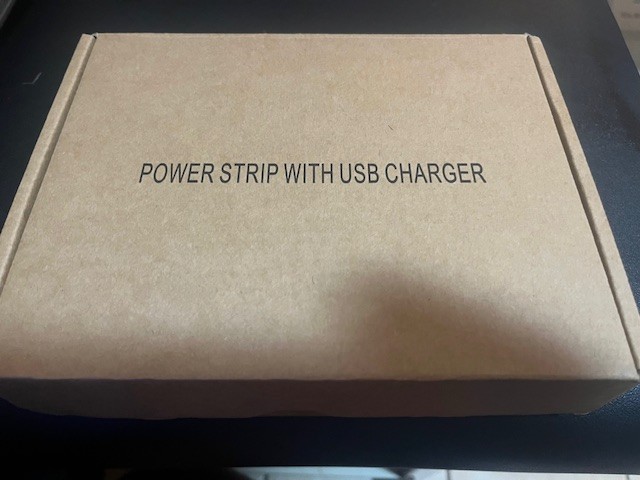 POWER STRIP WITH USB CHARGER